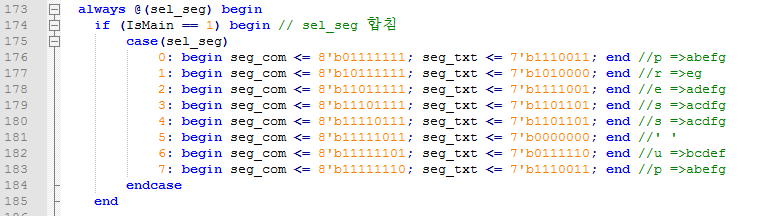 173 always @(sel_seg) begin
174 if (IsMain == 1) begin // sel_seg 합침
175 case(sel_seg)
176 0: begin seg_com <= 8'b01111111; seg_txt <= 7'b1110011; end //p =>abefg
177 1: begin seg_com <= 8'b10111111; seg_txt <= 7'b1010000; end //r =>eg
178 2: begin seg_com <= 8'b11011111; seg_txt <= 7'b1111001; end //e =>adefg
179 3: begin seg_com <= 8'b11101111; seg_txt <= 7'b1101101; end //s =>acdfg
180 4: begin seg_com <= 8'b11110111; seg_txt <= 7'b1101101; end //s =>acdfg
181 5: begin seg_com <= 8'b11111011; seg_txt <= 7'b0000000; end //' '
182 6: begin seg_com <= 8'b11111101; seg_txt <= 7'b0111110; end //u =>bcdef
183 7: begin seg_com <= 8'b11111110; seg_txt <= 7'b1110011; end //p =>abefg
184 endcase
185 end